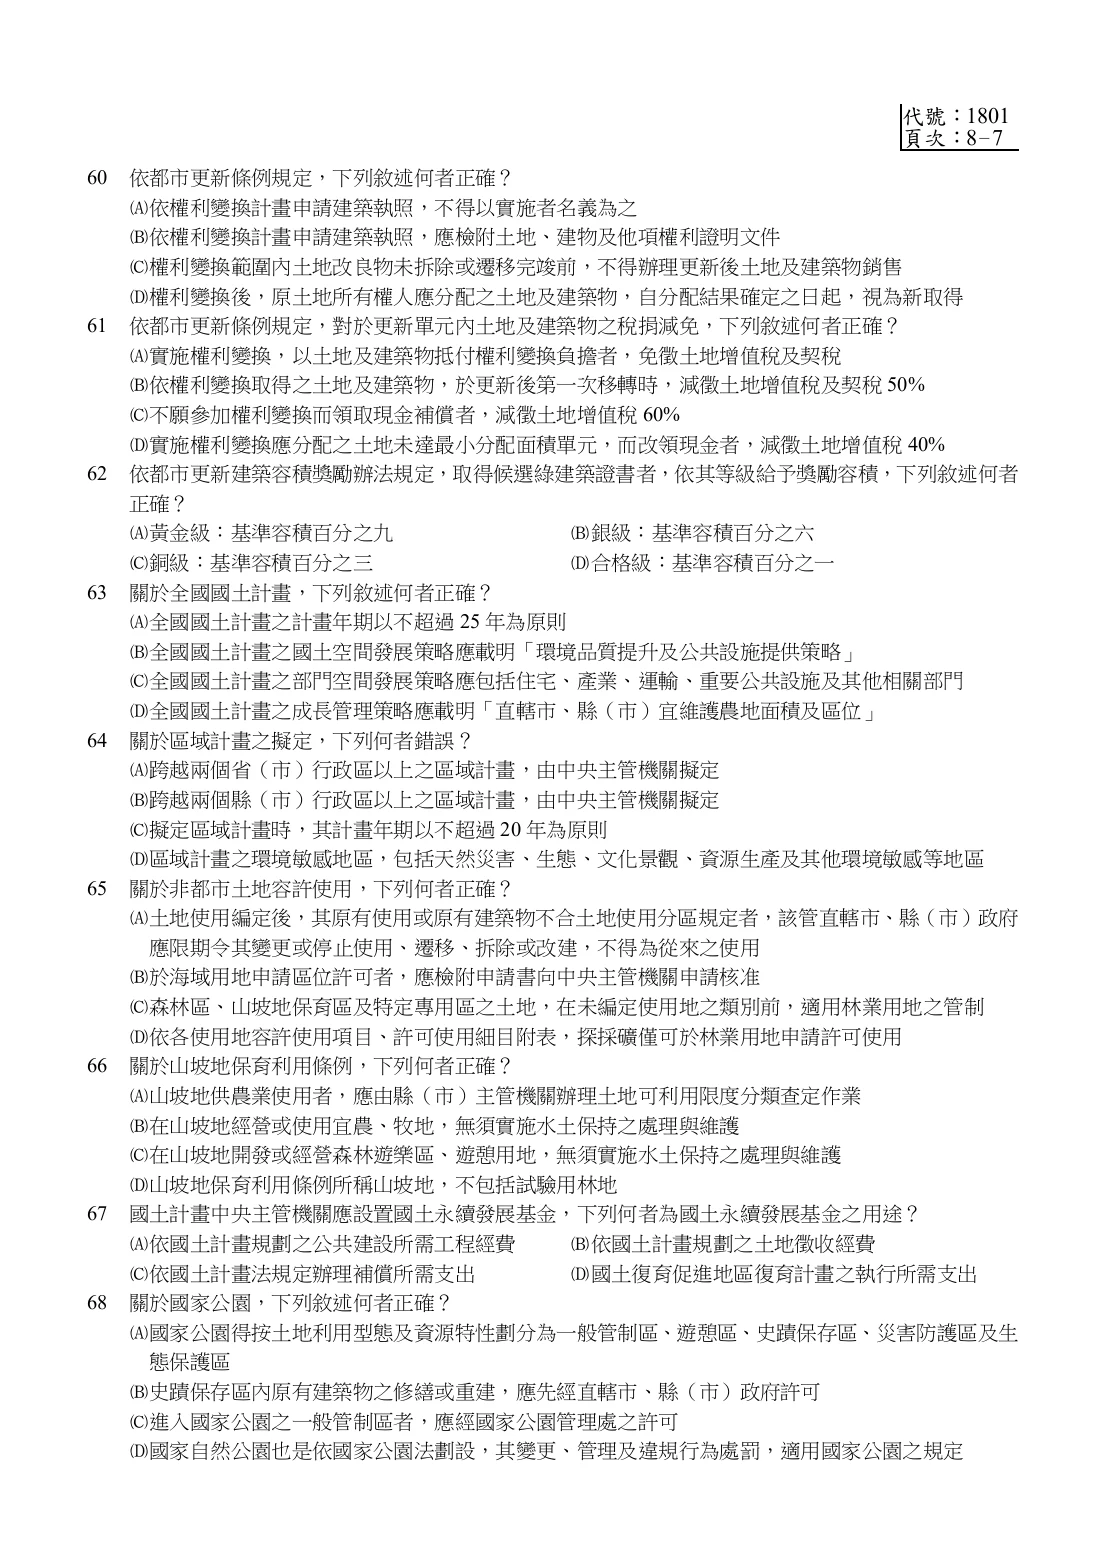 代號：1801
頁次：8－7
60 依都市更新條例規定，下列敘述何者正確？
(A)依權利變換計畫申請建築執照，不得以實施者名義為之
(B)依權利變換計畫申請建築執照，應檢附土地、建物及他項權利證明文件
(C)權利變換範圍內土地改良物未拆除或遷移完竣前，不得辦理更新後土地及建築物銷售
(D)權利變換後，原土地所有權人應分配之土地及建築物，自分配結果確定之日起，視為新取得
61 依都市更新條例規定，對於更新單元內土地及建築物之稅捐減免，下列敘述何者正確？
(A)實施權利變換，以土地及建築物抵付權利變換負擔者，免徵土地增值稅及契稅
(B)依權利變換取得之土地及建築物，於更新後第一次移轉時，減徵土地增值稅及契稅 50%
(C)不願參加權利變換而領取現金補償者，減徵土地增值稅 60%
(D)實施權利變換應分配之土地未達最小分配面積單元，而改領現金者，減徵土地增值稅 40%
62 依都市更新建築容積獎勵辦法規定，取得候選綠建築證書者，依其等級給予獎勵容積，下列敘述何者
正確？
(A)黃金級：基準容積百分之九 (B)銀級：基準容積百分之六
(C)銅級：基準容積百分之三 (D)合格級：基準容積百分之一
63 關於全國國土計畫，下列敘述何者正確？
(A)全國國土計畫之計畫年期以不超過 25 年為原則
(B)全國國土計畫之國土空間發展策略應載明「環境品質提升及公共設施提供策略」
(C)全國國土計畫之部門空間發展策略應包括住宅、產業、運輸、重要公共設施及其他相關部門
(D)全國國土計畫之成長管理策略應載明「直轄市、縣（市）宜維護農地面積及區位」
64 關於區域計畫之擬定，下列何者錯誤？
(A)跨越兩個省（市）行政區以上之區域計畫，由中央主管機關擬定
(B)跨越兩個縣（市）行政區以上之區域計畫，由中央主管機關擬定
(C)擬定區域計畫時，其計畫年期以不超過 20 年為原則
(D)區域計畫之環境敏感地區，包括天然災害、生態、文化景觀、資源生產及其他環境敏感等地區
65 關於非都市土地容許使用，下列何者正確？
(A)土地使用編定後，其原有使用或原有建築物不合土地使用分區規定者，該管直轄市、縣（市）政府
應限期令其變更或停止使用、遷移、拆除或改建，不得為從來之使用
(B)於海域用地申請區位許可者，應檢附申請書向中央主管機關申請核准
(C)森林區、山坡地保育區及特定專用區之土地，在未編定使用地之類別前，適用林業用地之管制
(D)依各使用地容許使用項目、許可使用細目附表，探採礦僅可於林業用地申請許可使用
66 關於山坡地保育利用條例，下列何者正確？
(A)山坡地供農業使用者，應由縣（市）主管機關辦理土地可利用限度分類查定作業
(B)在山坡地經營或使用宜農、牧地，無須實施水土保持之處理與維護
(C)在山坡地開發或經營森林遊樂區、遊憩用地，無須實施水土保持之處理與維護
(D)山坡地保育利用條例所稱山坡地，不包括試驗用林地
67 國土計畫中央主管機關應設置國土永續發展基金，下列何者為國土永續發展基金之用途？
(A)依國土計畫規劃之公共建設所需工程經費 (B)依國土計畫規劃之土地徵收經費
(C)依國土計畫法規定辦理補償所需支出 (D)國土復育促進地區復育計畫之執行所需支出
68 關於國家公園，下列敘述何者正確？
(A)國家公園得按土地利用型態及資源特性劃分為一般管制區、遊憩區、史蹟保存區、災害防護區及生
態保護區
(B)史蹟保存區內原有建築物之修繕或重建，應先經直轄市、縣（市）政府許可
(C)進入國家公園之一般管制區者，應經國家公園管理處之許可
(D)國家自然公園也是依國家公園法劃設，其變更、管理及違規行為處罰，適用國家公園之規定